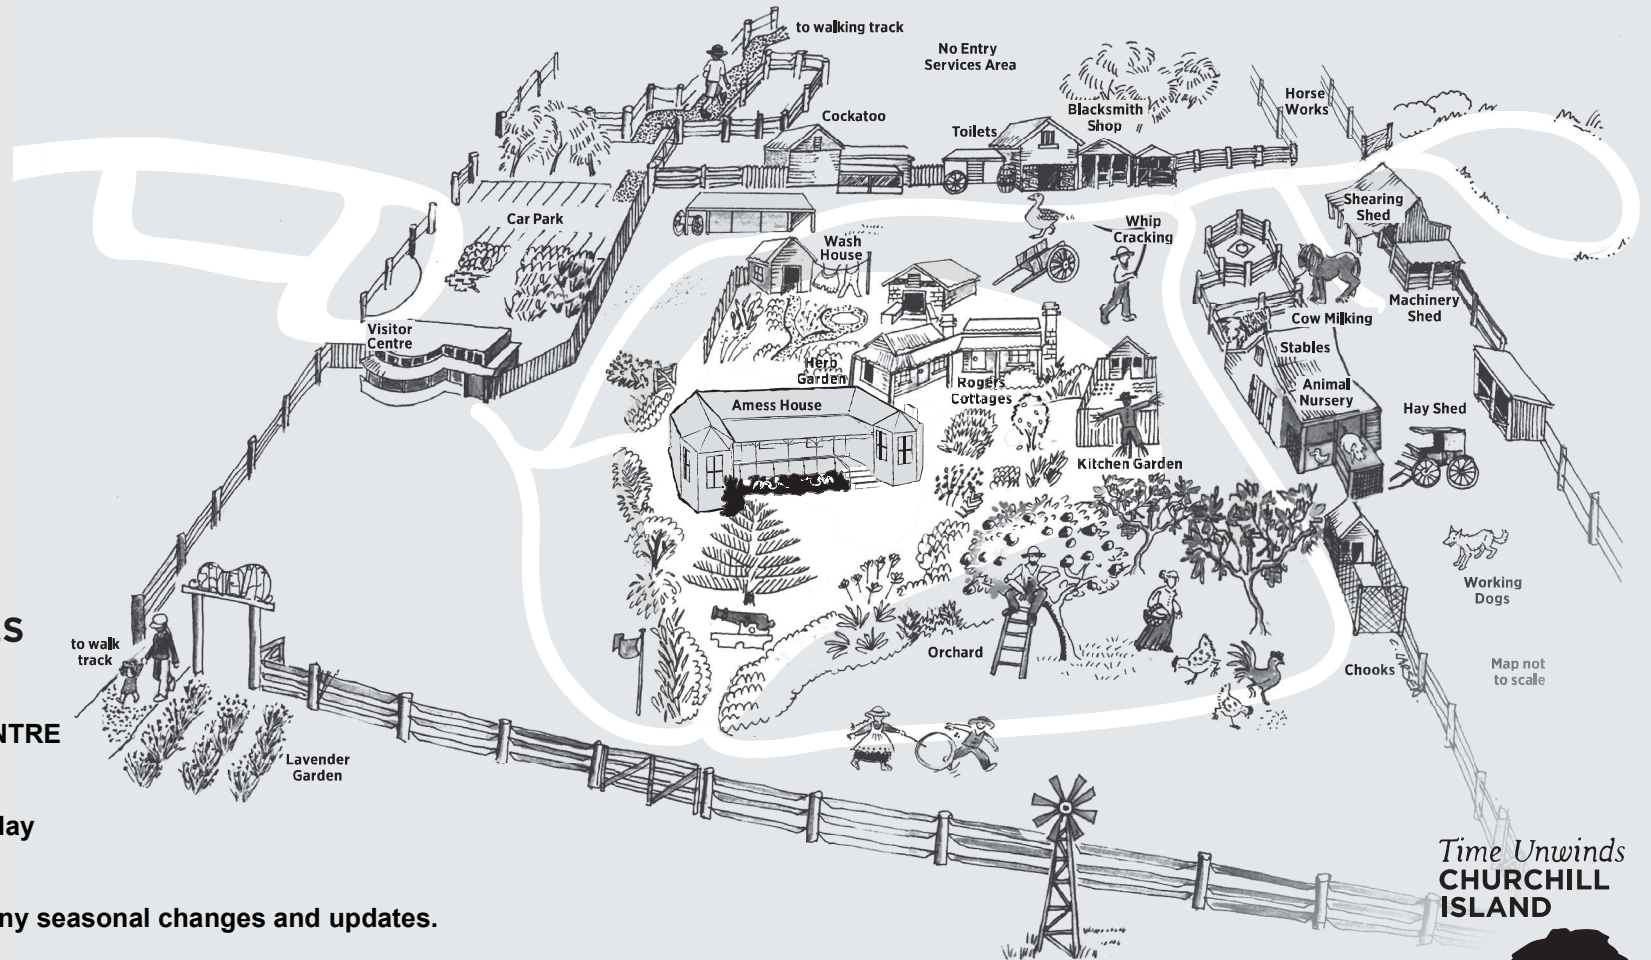 to walking track
No Entry
Services Area
Horse
Works
Blacksmith
Shop
Cockatoo
Toilets
Shearing
Shed
Car Park
Whip
Cracking
Wash
House
Machinery
Shed
Cow Milking
Visitor
Centre
Stables
Herb
Garden
Rogers
Cottages
Animal
Nursery
Amess House
Hay Shed
Kitchen Garden
Working
Dogs
ES
to walk
track
Orchard
Chooks
Map not
to scale
NTRE
Lavender
Garden
lay
Time Unwinds
CHURCHILL
ISLAND
ny seasonal changes and updates.